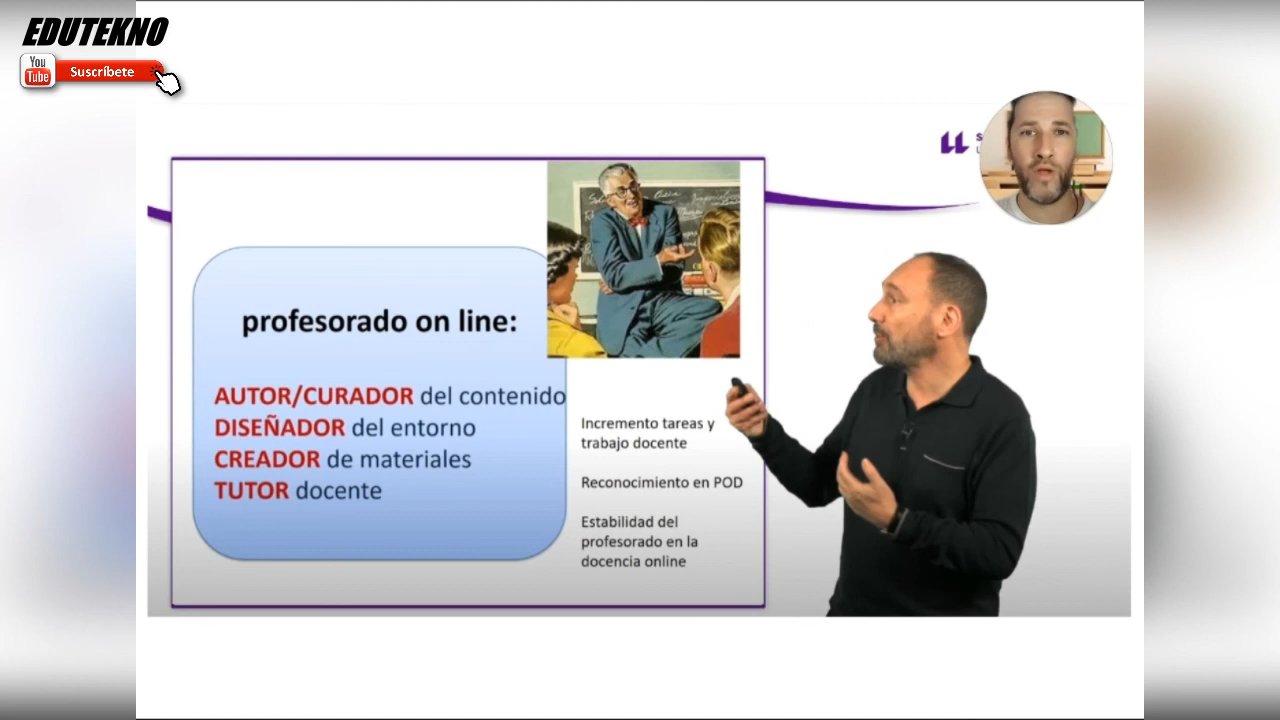 EDUTEKNO
You
Tube
Suscríbete
profesorado on line:
AUTOR/CURADOR del contenido
DISEÑADOR del entorno
CREADOR de materiales
TUTOR docente
Incremento tareas y
trabajo docente
Reconocimiento en POD
Estabilidad del
profesorado en la
docencia online